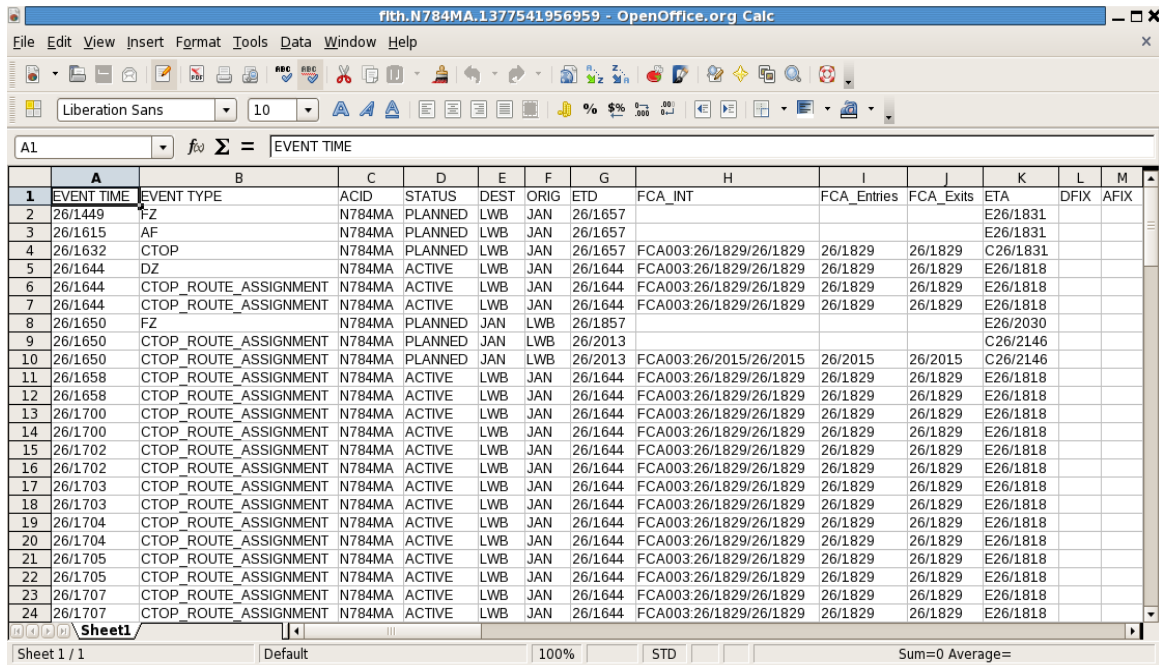 flth.N784MA.1377541956959 - OpenOffice.org Calc
File Edit View Insert Format Tools Data Window Help
Liberation Sans 10
A1 f(x) Σ = EVENT TIME
A B C D E F G H I J K L M
1 EVENT TIME EVENT TYPE ACID STATUS DEST ORIG ETD FCA_INT FCA_Entries FCA_Exits ETA DFIX AFIX
2 26/1449 FZ N784MA PLANNED LWB JAN 26/1657 E26/1831
3 26/1615 AF N784MA PLANNED LWB JAN 26/1657 E26/1831
4 26/1632 CTOP N784MA PLANNED LWB JAN 26/1657 FCA003:26/1829/26/1829 26/1829 26/1829 C26/1831
5 26/1644 DZ N784MA ACTIVE LWB JAN 26/1644 FCA003:26/1829/26/1829 26/1829 26/1829 E26/1818
6 26/1644 CTOP_ROUTE_ASSIGNMENT N784MA ACTIVE LWB JAN 26/1644 FCA003:26/1829/26/1829 26/1829 26/1829 E26/1818
7 26/1644 CTOP_ROUTE_ASSIGNMENT N784MA ACTIVE LWB JAN 26/1644 FCA003:26/1829/26/1829 26/1829 26/1829 E26/1818
8 26/1650 FZ N784MA PLANNED JAN LWB 26/1857 E26/2030
9 26/1650 CTOP_ROUTE_ASSIGNMENT N784MA PLANNED JAN LWB 26/2013 C26/2146
10 26/1650 CTOP_ROUTE_ASSIGNMENT N784MA PLANNED JAN LWB 26/2013 FCA003:26/2015/26/2015 26/2015 26/2015 C26/2146
11 26/1658 CTOP_ROUTE_ASSIGNMENT N784MA ACTIVE LWB JAN 26/1644 FCA003:26/1829/26/1829 26/1829 26/1829 E26/1818
12 26/1658 CTOP_ROUTE_ASSIGNMENT N784MA ACTIVE LWB JAN 26/1644 FCA003:26/1829/26/1829 26/1829 26/1829 E26/1818
13 26/1700 CTOP_ROUTE_ASSIGNMENT N784MA ACTIVE LWB JAN 26/1644 FCA003:26/1829/26/1829 26/1829 26/1829 E26/1818
14 26/1700 CTOP_ROUTE_ASSIGNMENT N784MA ACTIVE LWB JAN 26/1644 FCA003:26/1829/26/1829 26/1829 26/1829 E26/1818
15 26/1702 CTOP_ROUTE_ASSIGNMENT N784MA ACTIVE LWB JAN 26/1644 FCA003:26/1829/26/1829 26/1829 26/1829 E26/1818
16 26/1702 CTOP_ROUTE_ASSIGNMENT N784MA ACTIVE LWB JAN 26/1644 FCA003:26/1829/26/1829 26/1829 26/1829 E26/1818
17 26/1703 CTOP_ROUTE_ASSIGNMENT N784MA ACTIVE LWB JAN 26/1644 FCA003:26/1829/26/1829 26/1829 26/1829 E26/1818
18 26/1703 CTOP_ROUTE_ASSIGNMENT N784MA ACTIVE LWB JAN 26/1644 FCA003:26/1829/26/1829 26/1829 26/1829 E26/1818
19 26/1704 CTOP_ROUTE_ASSIGNMENT N784MA ACTIVE LWB JAN 26/1644 FCA003:26/1829/26/1829 26/1829 26/1829 E26/1818
20 26/1704 CTOP_ROUTE_ASSIGNMENT N784MA ACTIVE LWB JAN 26/1644 FCA003:26/1829/26/1829 26/1829 26/1829 E26/1818
21 26/1705 CTOP_ROUTE_ASSIGNMENT N784MA ACTIVE LWB JAN 26/1644 FCA003:26/1829/26/1829 26/1829 26/1829 E26/1818
22 26/1705 CTOP_ROUTE_ASSIGNMENT N784MA ACTIVE LWB JAN 26/1644 FCA003:26/1829/26/1829 26/1829 26/1829 E26/1818
23 26/1707 CTOP_ROUTE_ASSIGNMENT N784MA ACTIVE LWB JAN 26/1644 FCA003:26/1829/26/1829 26/1829 26/1829 E26/1818
24 26/1707 CTOP_ROUTE_ASSIGNMENT N784MA ACTIVE LWB JAN 26/1644 FCA003:26/1829/26/1829 26/1829 26/1829 E26/1818
Sheet1
Sheet 1 / 1 Default 100% STD Sum=0 Average=